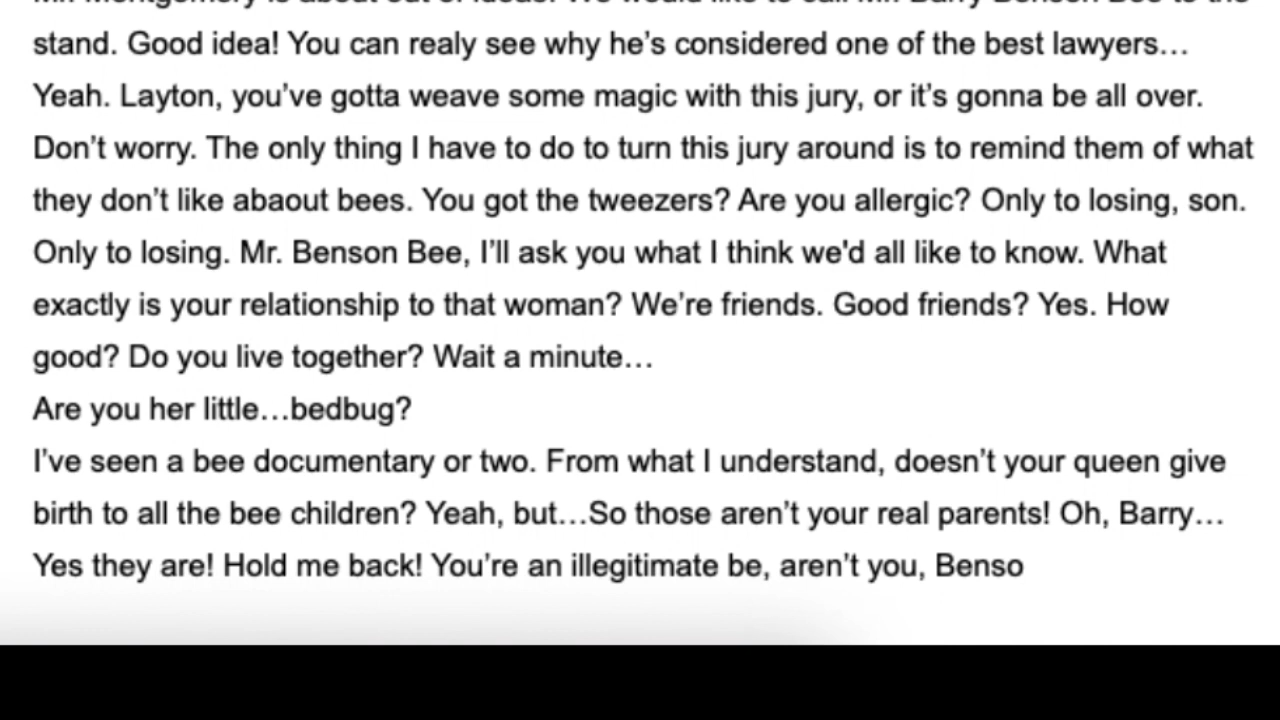 stand. Good idea! You can realy see why he’s considered one of the best lawyers…
Yeah. Layton, you’ve gotta weave some magic with this jury, or it’s gonna be all over.
Don’t worry. The only thing I have to do to turn this jury around is to remind them of what
they don’t like abaout bees. You got the tweezers? Are you allergic? Only to losing, son.
Only to losing. Mr. Benson Bee, I’ll ask you what I think we'd all like to know. What
exactly is your relationship to that woman? We’re friends. Good friends? Yes. How
good? Do you live together? Wait a minute…
Are you her little…bedbug?
I’ve seen a bee documentary or two. From what I understand, doesn’t your queen give
birth to all the bee children? Yeah, but…So those aren’t your real parents! Oh, Barry…
Yes they are! Hold me back! You’re an illegitimate be, aren’t you, Benso